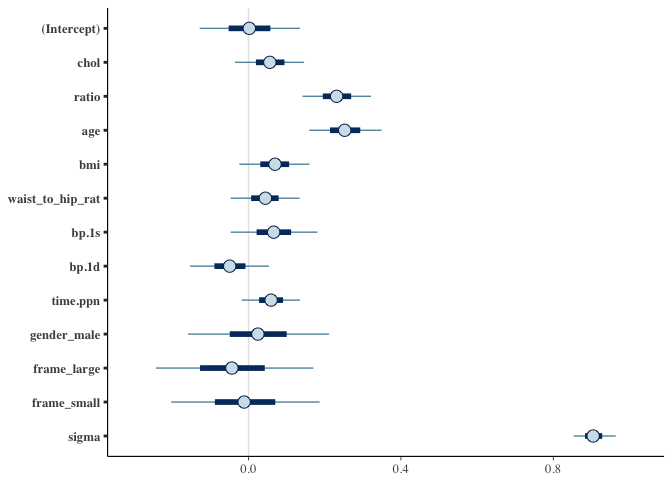 (Intercept)
chol
ratio
age
bmi
waist_to_hip_rat
bp.1s
bp.1d
time.ppn
gender_male
frame_large
frame_small
sigma
0.0 0.4 0.8